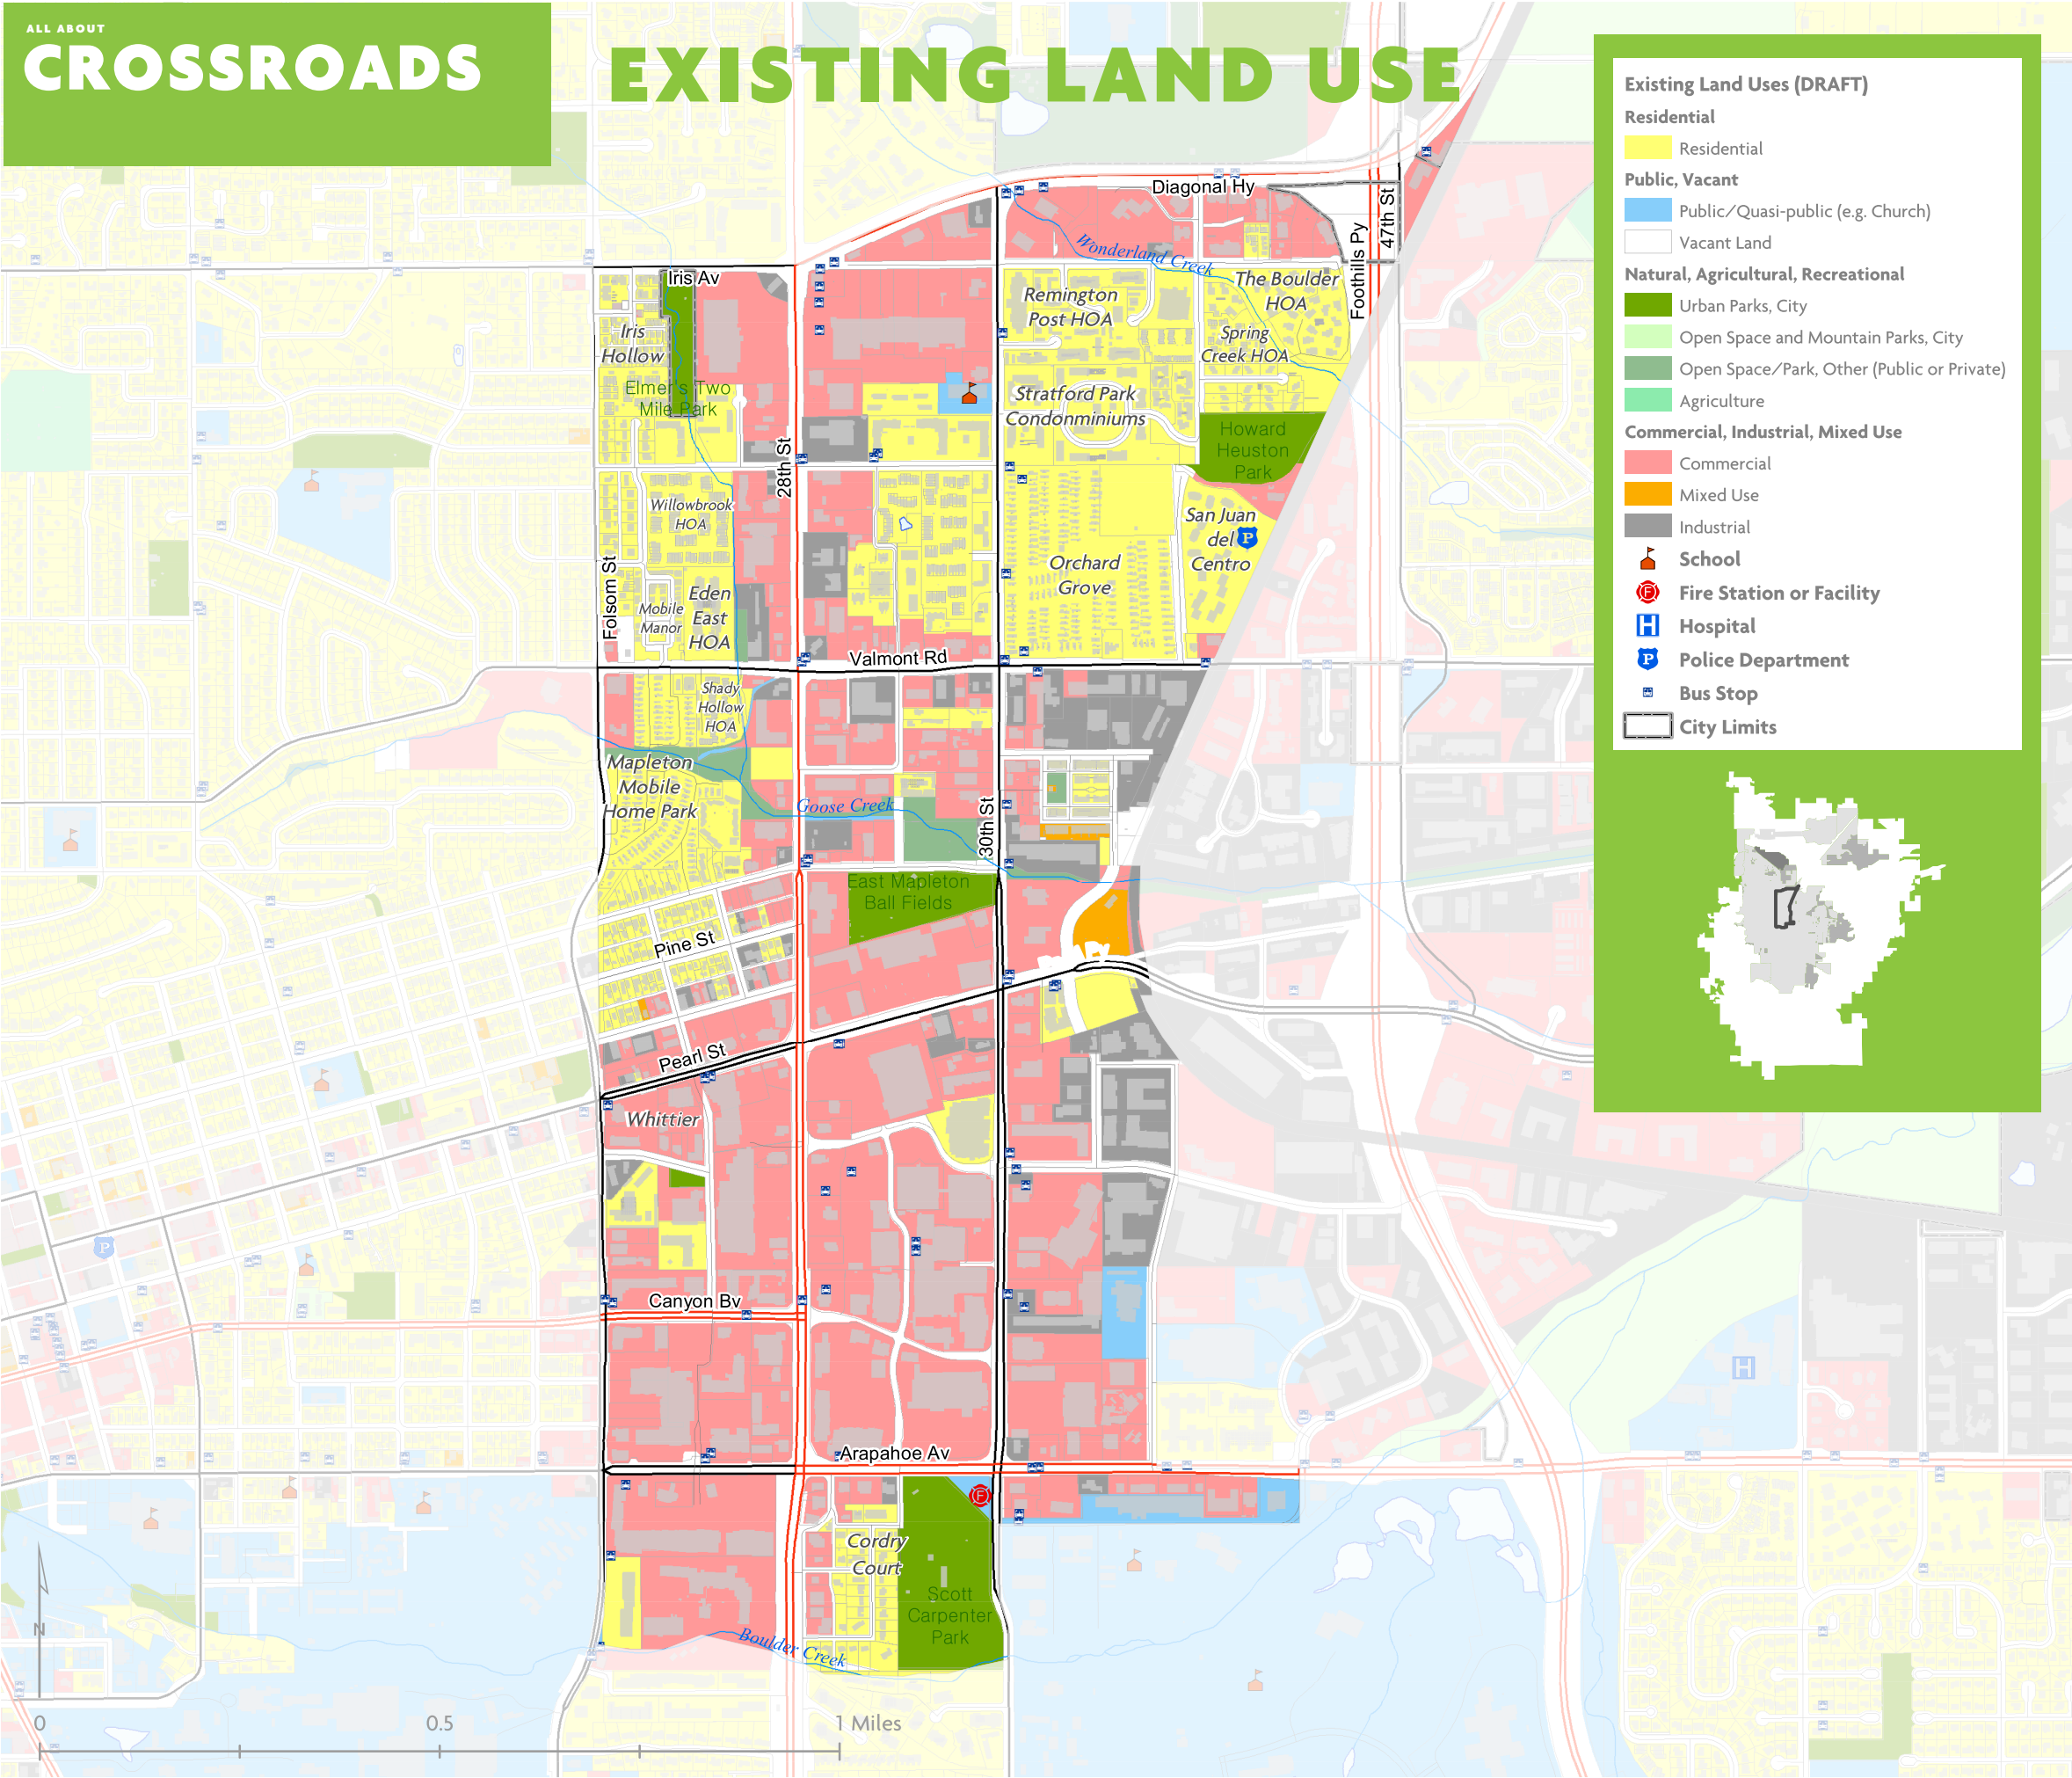 ALL ABOUT
CROSSROADS
EXISTING LAND USE
Existing Land Uses (DRAFT)
Residential
Residential
Public, Vacant
Public/Quasi-public (e.g. Church)
Vacant Land
Natural, Agricultural, Recreational
Urban Parks, City
Open Space and Mountain Parks, City
Open Space/Park, Other (Public or Private)
Agriculture
Commercial, Industrial, Mixed Use
Commercial
Mixed Use
Industrial
School
F
Fire Station or Facility
H
Hospital
P
Police Department
Bus Stop
City Limits
Diagonal Hy
47th St
Foothills Py
Wonderland Creek
Iris Av
The Boulder
HOA
Remington
Post HOA
Iris
Hollow
Spring
Creek HOA
Elmer's Two
Mile Park
Stratford Park
Condonminiums
Howard
Heuston
Park
28th St
Willowbrook
HOA
San Juan
del
Centro
P
Orchard
Grove
Folsom St
Eden
East
HOA
Mobile
Manor
Valmont Rd
Shady
Hollow
HOA
Mapleton
Mobile
Home Park
Goose Creek
30th St
East Mapleton
Ball Fields
Pine St
Pearl St
Whittier
P
Canyon Bv
H
Arapahoe Av
F
Cordry
Court
Scott
Carpenter
Park
Boulder Creek
N
0
0.5
1 Miles